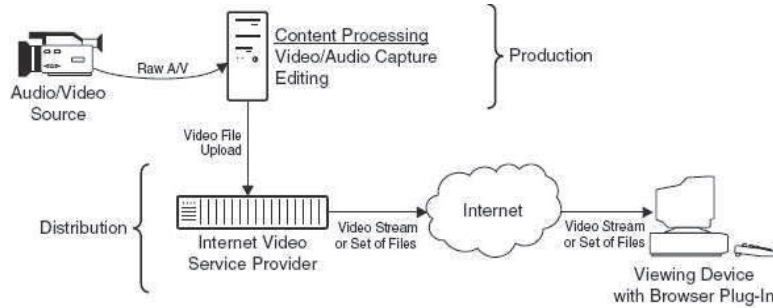 Content Processing
Video/Audio Capture
Editing
Production
Raw A/V
Audio/Video
Source
Video File
Upload
Distribution
Internet Video
Service Provider
Video Stream
or Set of Files
Internet
Video Stream
or Set of Files
Viewing Device
with Browser Plug-In